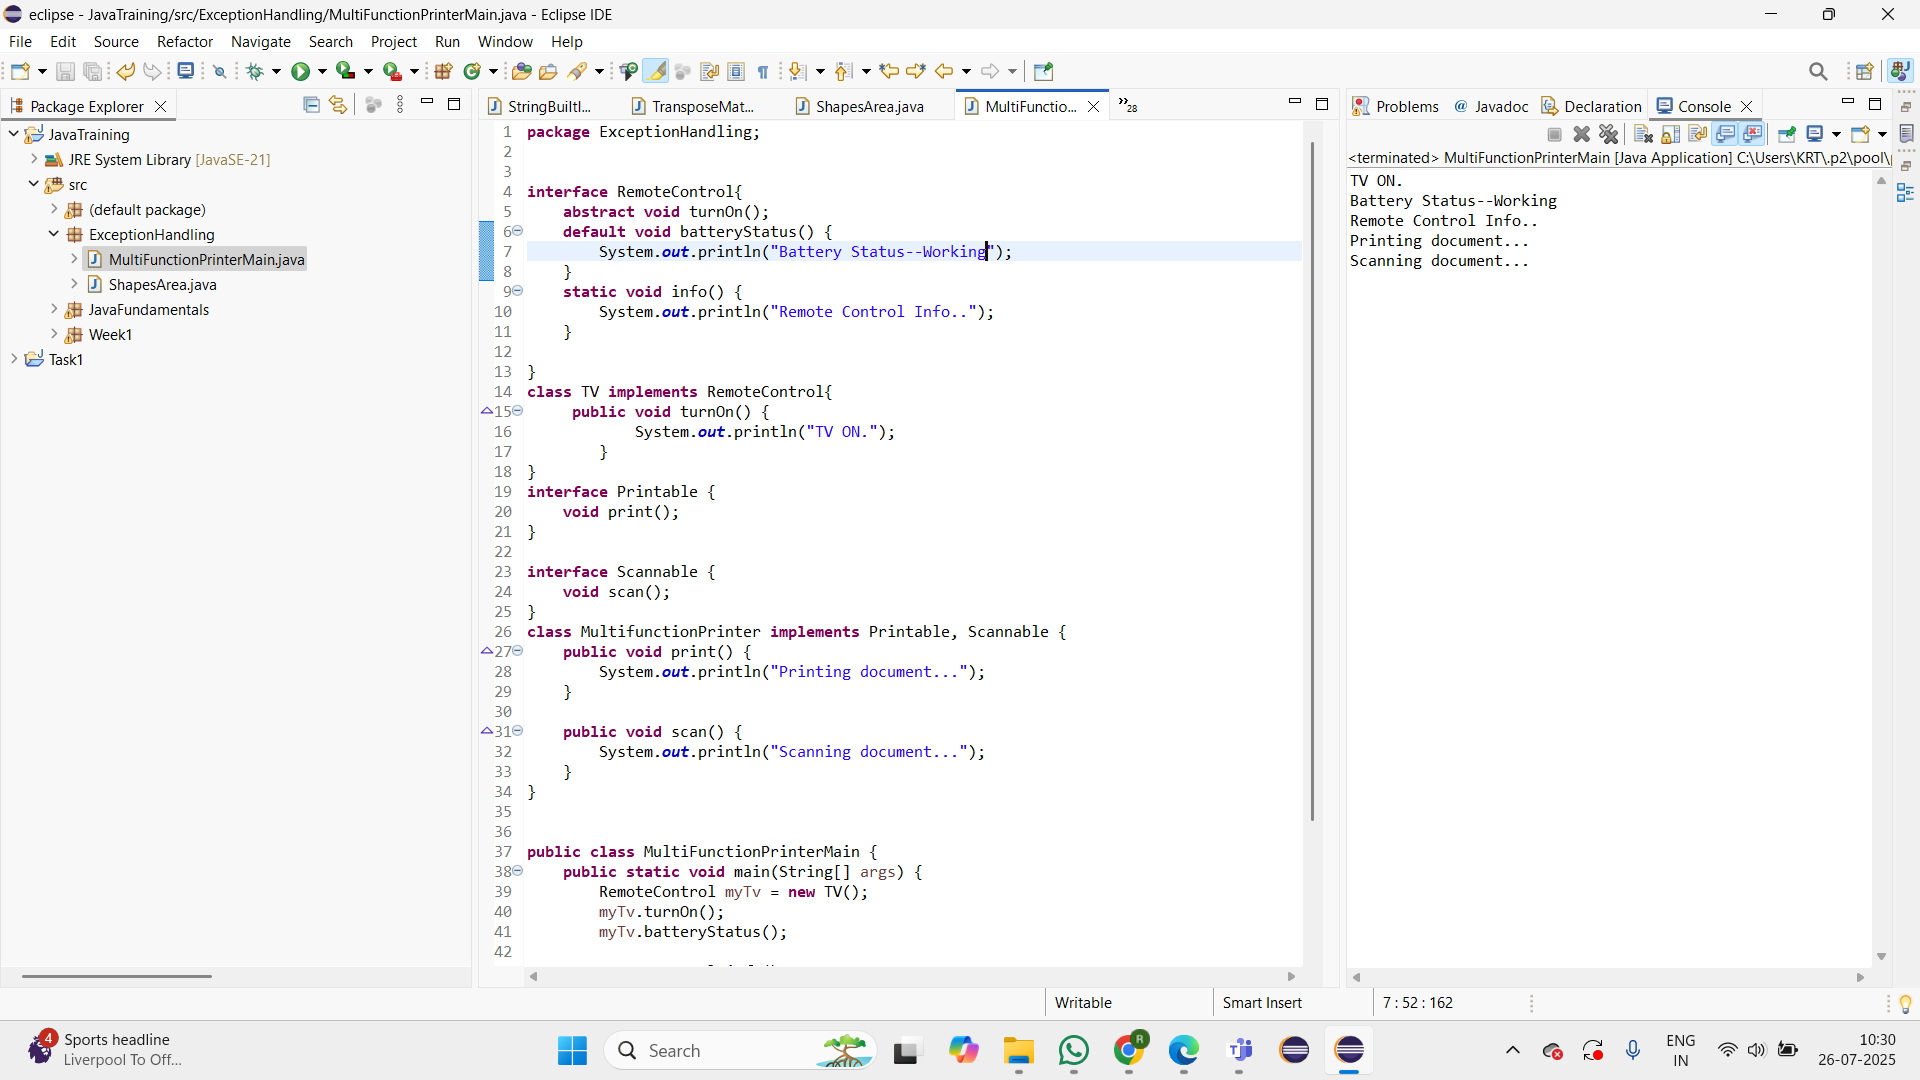 eclipse - JavaTraining/src/ExceptionHandling/MultiFunctionPrinterMain.java - Eclipse IDE
File Edit Source Refactor Navigate Search Project Run Window Help
Package Explorer
JavaTraining
JRE System Library [JavaSE-21]
src
(default package)
ExceptionHandling
MultiFunctionPrinterMain.java
ShapesArea.java
JavaFundamentals
Week1
Task1
StringBuiltI... TransposeMat... ShapesArea.java MultiFunctio... »28
1 package ExceptionHandling;
2
3
4 interface RemoteControl{
5 abstract void turnOn();
6 default void batteryStatus() {
7 System.out.println("Battery Status--Working");
8 }
9 static void info() {
10 System.out.println("Remote Control Info..");
11 }
12
13 }
14 class TV implements RemoteControl{
15 public void turnOn() {
16 System.out.println("TV ON.");
17 }
18 }
19 interface Printable {
20 void print();
21 }
22
23 interface Scannable {
24 void scan();
25 }
26 class MultifunctionPrinter implements Printable, Scannable {
27 public void print() {
28 System.out.println("Printing document...");
29 }
30
31 public void scan() {
32 System.out.println("Scanning document...");
33 }
34 }
35
36
37 public class MultiFunctionPrinterMain {
38 public static void main(String[] args) {
39 RemoteControl myTv = new TV();
40 myTv.turnOn();
41 myTv.batteryStatus();
42
Problems @ Javadoc Declaration Console
<terminated> MultiFunctionPrinterMain [Java Application] C:\Users\KRT\.p2\pool\
TV ON.
Battery Status--Working
Remote Control Info..
Printing document...
Scanning document...
Writable Smart Insert 7 : 52 : 162
4
Sports headline
Liverpool To Off...
Search
R
ENG
IN
10:30
26-07-2025